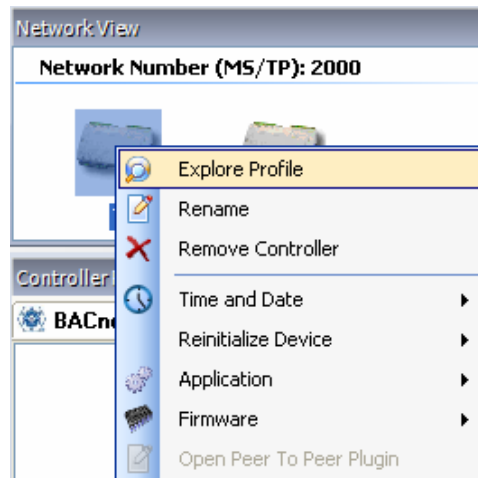 Network View
Network Number (MS/TP): 2000
Explore Profile
Rename
Remove Controller
Controller
Time and Date
BACn
Reinitialize Device
Application
Firmware
Open Peer To Peer Plugin